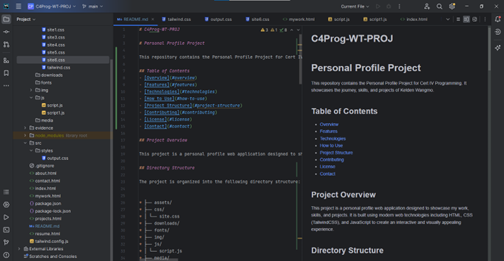 C4Prog-WT-PROJ
main
Current File
Project
README.md
tailwind.css
output.css
site6.css
mywork.html
script.js
script1.js
index.html
site1.css
site3.css
site4.css
site5.css
site6.css
tailwind.css
downloads
fonts
img
js
script.js
script1.js
media
evidence
src
styles
output.css
.gitignore
about.html
contact.html
index.html
mywork.html
package.json
package-lock.json
projects.html
README.md
resume.html
tailwind.config.js
External Libraries
Scratches and Consoles
# C4Prog-WT-PROJ
# Personal Profile Project
This repository contains the Personal Profile Project for Cert
## Table of Contents
- [Overview](#overview)
- [Features](#features)
- [Technologies](#technologies)
- [How to Use](#how to use)
- [Project Structure](#project structure)
- [Contributing](#contributing)
- [License](#license)
- [Contact](#contact)
## Project Overview
This project is a personal profile web application designed to
## Directory Structure
The project is organized into the following directory structure:
assets/
css/
site.css
downloads/
fonts/
img/
js/
script.js
media/
C4Prog-WT-PROJ
Personal Profile Project
This repository contains the Personal Profile Project for Cert IV Programming. It
showcases the journey, skills, and projects of
Table of Contents
Overview
Features
Technologies
How to Use
Project Structure
Contributing
License
Contact
Project Overview
This project is a personal profile web application designed to showcase my work,
skills, and projects. It is built using modern web technologies including HTML, CSS
(TailwindCSS), and JavaScript to create an interactive and visually appealing
experience.
Directory Structure